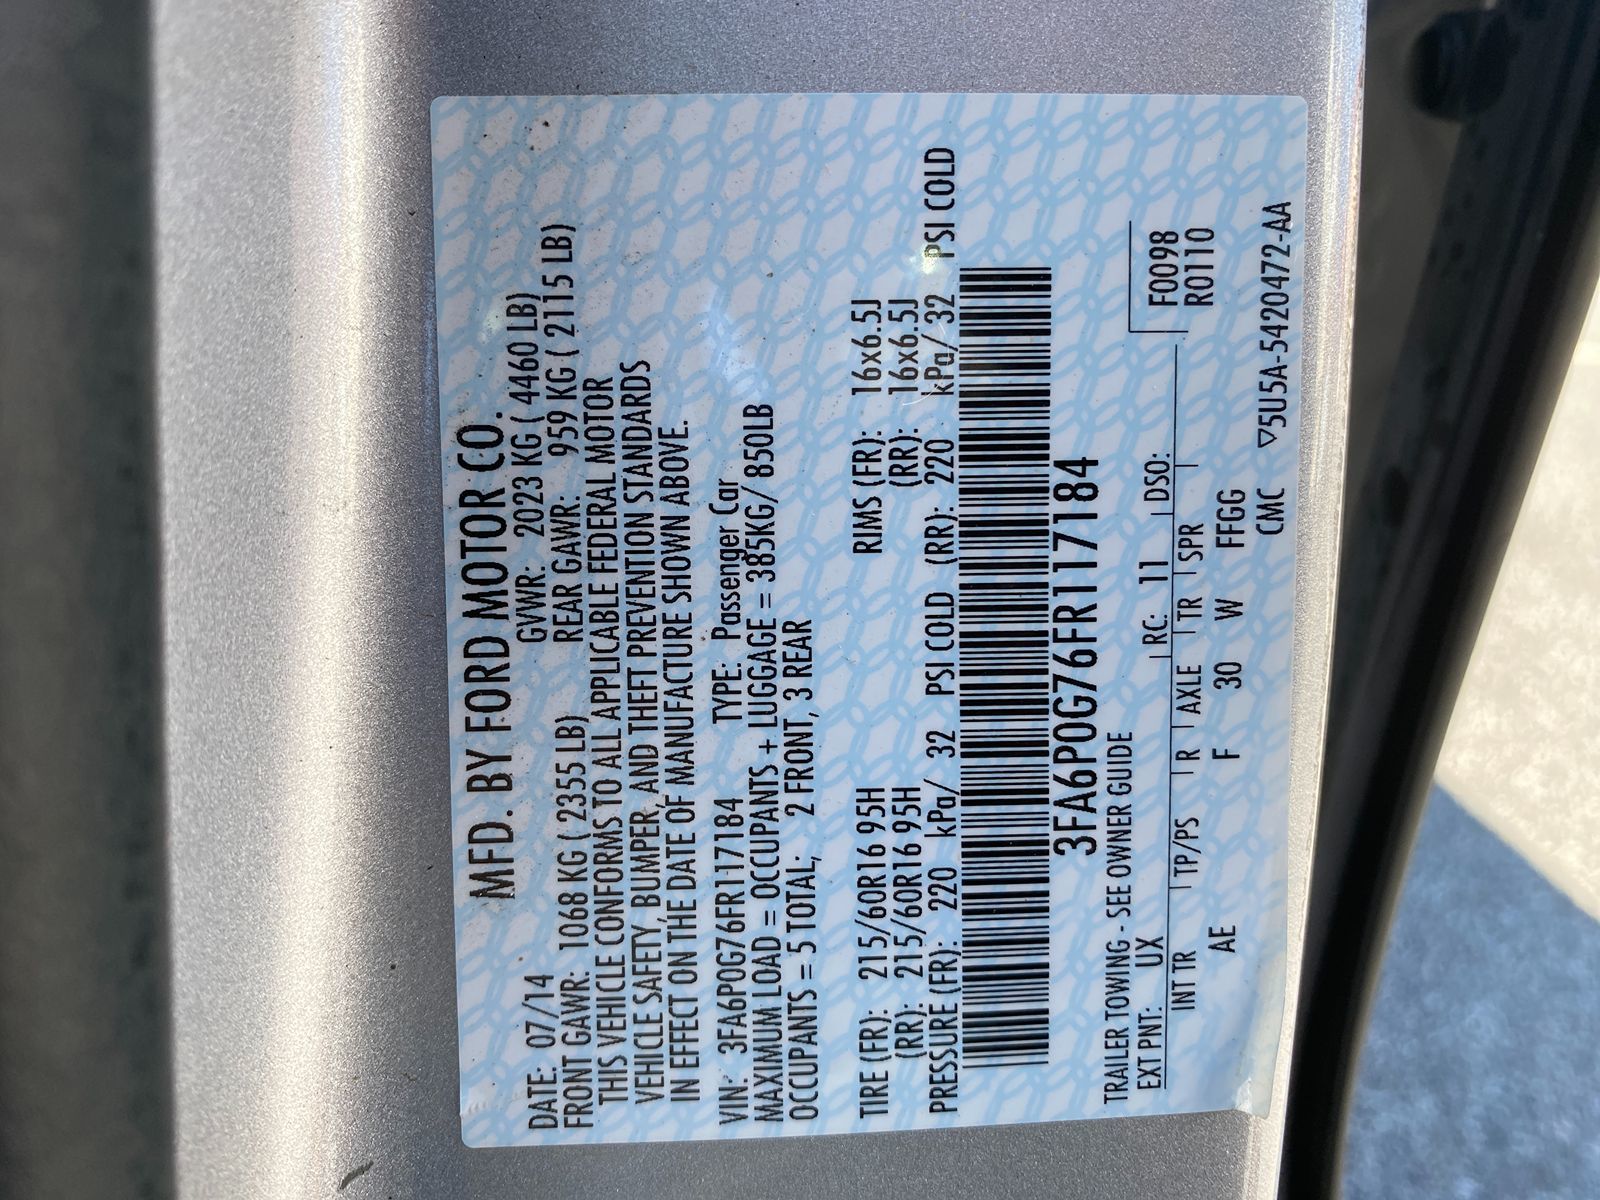 MFD. BY FORD MOTOR CO.
DATE: 07/14 GVWR: 2023 KG ( 4460 LB)
FRONT GAWR: 1068 KG ( 2355 LB) REAR GAWR: 959 KG ( 2115 LB)
THIS VEHICLE CONFORMS TO ALL APPLICABLE FEDERAL MOTOR
VEHICLE SAFETY, BUMPER, AND THEFT PREVENTION STANDARDS
IN EFFECT ON THE DATE OF MANUFACTURE SHOWN ABOVE.
VIN: 3FA6P0G76FR117184 TYPE: Passenger Car
MAXIMUM LOAD = OCCUPANTS + LUGGAGE = 385KG/ 850LB
OCCUPANTS = 5 TOTAL; 2 FRONT, 3 REAR
TIRE (FR): 215/60R16 95H RIMS (FR): 16x6.5J
(RR): 215/60R16 95H (RR): 16x6.5J
PRESSURE (FR): 220 kPa/ 32 PSI COLD (RR): 220 kPa/ 32 PSI COLD
3FA6P0G76FR117184
TRAILER TOWING - SEE OWNER GUIDE
F0098
EXT PNT: UX RC: 11 DSO: R0110
INT TR TP/PS R AXLE TR SPR
AE F 30 W FFGG
CMC ▽5U5A-5420472-AA